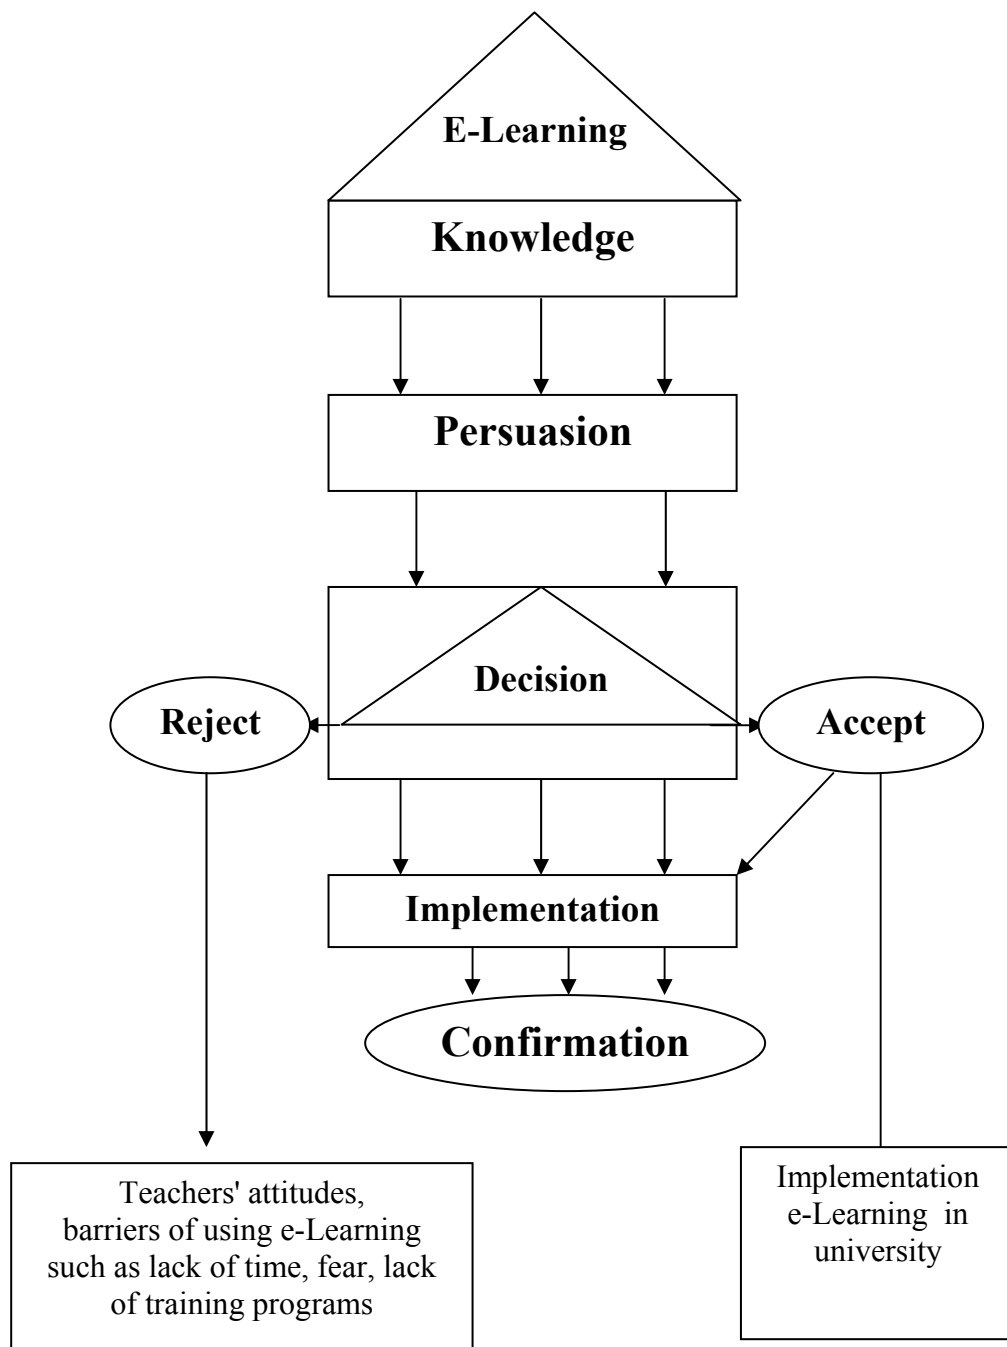 E-Learning
Knowledge
Persuasion
Decision
Reject
Accept
Implementation
Confirmation
Teachers' attitudes,
barriers of using e-Learning
such as lack of time, fear, lack
of training programs
Implementation
e-Learning in
university